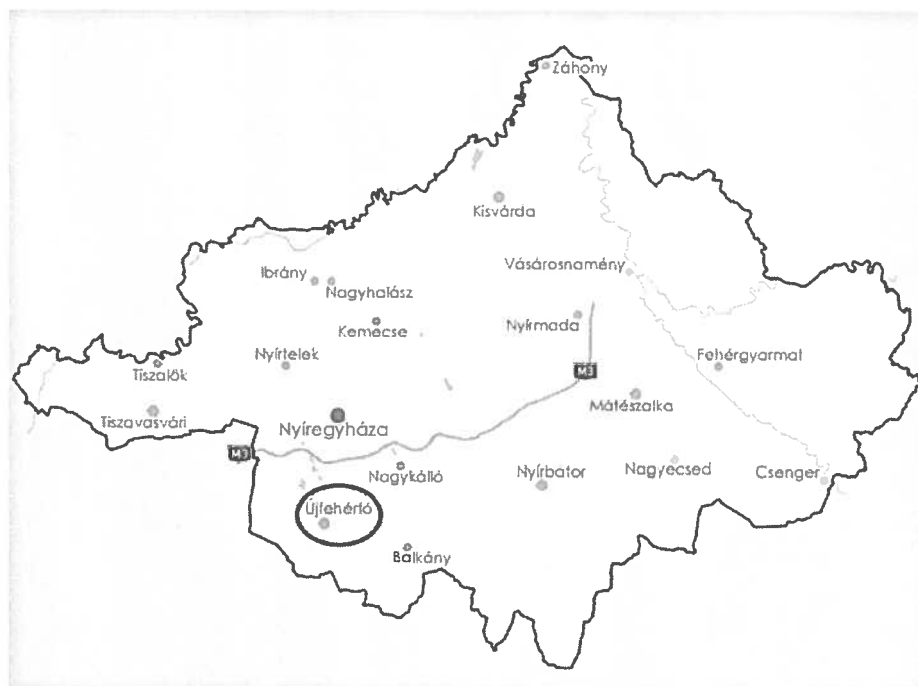 Záhony
Kisvárda
Vásárosnamény
Ibrány
Nagyhalász
Kemecse
Nyírmada
Nyírtelek
Fehérgyarmat
Tiszalök
M3
Mátészalka
Tiszavasvári
Nyíregyháza
M3
Nagykálló
Nyírbátor
Nagyecsed
Csenger
Újfehértó
Balkány